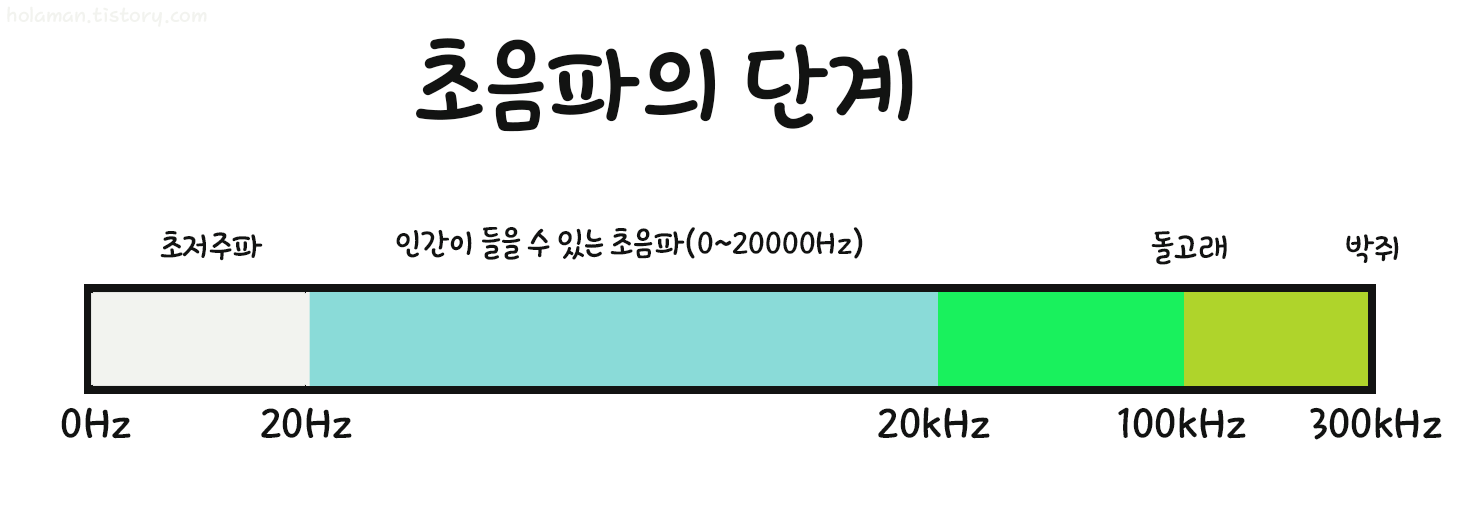 holaman.tistory.com
초음파의 단계
초저주파 인간이 들을 수 있는 초음파(0~20000Hz) 돌고래 박쥐
0Hz 20Hz 20kHz 100kHz 300kHz